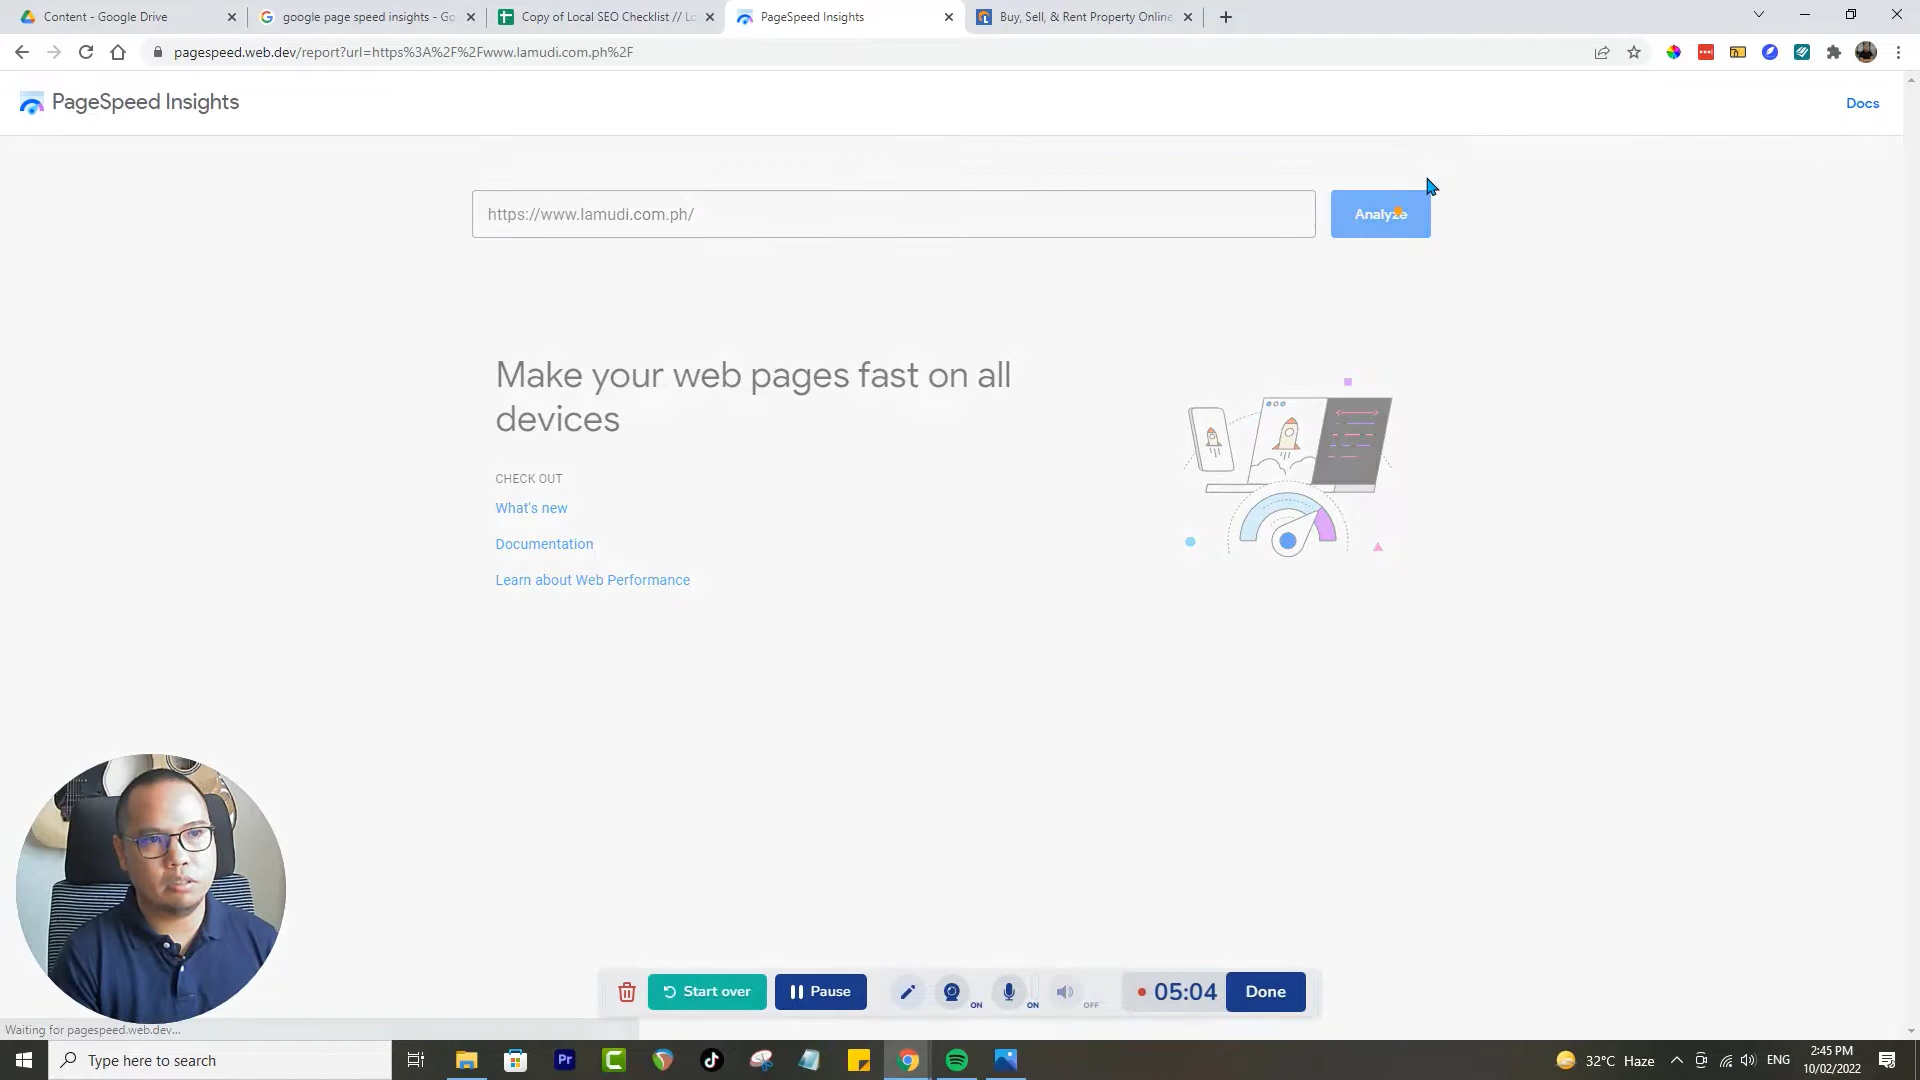 Content - Google Drive
google page speed insights - Go
Copy of Local SEO Checklist // Lo
PageSpeed Insights
Buy, Sell, & Rent Property Online
pagespeed.web.dev/report?url=https%3A%2F%2Fwww.lamudi.com.ph%2F
PageSpeed Insights
Docs
https://www.lamudi.com.ph/
Analyze
Make your web pages fast on all
devices
CHECK OUT
What's new
Documentation
Learn about Web Performance
Start over
Pause
ON
ON
OFF
05:04
Done
Waiting for pagespeed.web.dev...
Type here to search
Pr
32°C Haze
ENG
2:45 PM
10/02/2022